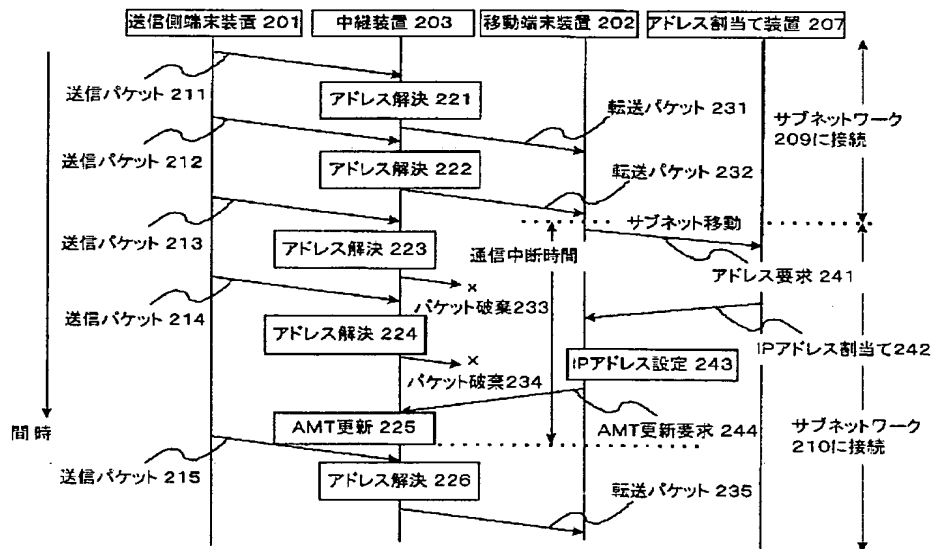 送信側端末装置 201
中継装置 203
移動端末装置 202
アドレス割当て装置 207
送信パケット 211
アドレス解決 221
転送パケット 231
サブネットワーク
209に接続
送信パケット 212
アドレス解決 222
転送パケット 232
サブネット移動
送信パケット 213
アドレス解決 223
通信中断時間
アドレス要求 241
パケット破棄233
送信パケット 214
アドレス解決 224
IPアドレス割当て242
パケット破棄234
IPアドレス設定 243
AMT更新 225
AMT更新要求 244
サブネットワーク
210に接続
間時
送信パケット 215
アドレス解決 226
転送パケット 235